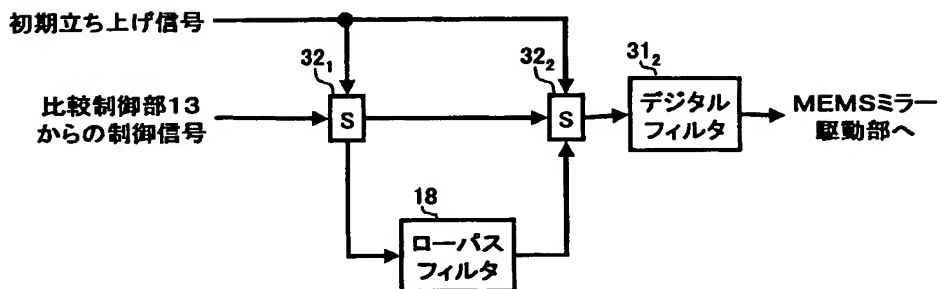 初期立ち上げ信号
32₁
32₂
31₂
比較制御部13
からの制御信号
S
S
デジタル
フィルタ
MEMSミラー
駆動部へ
18
ローパス
フィルタ